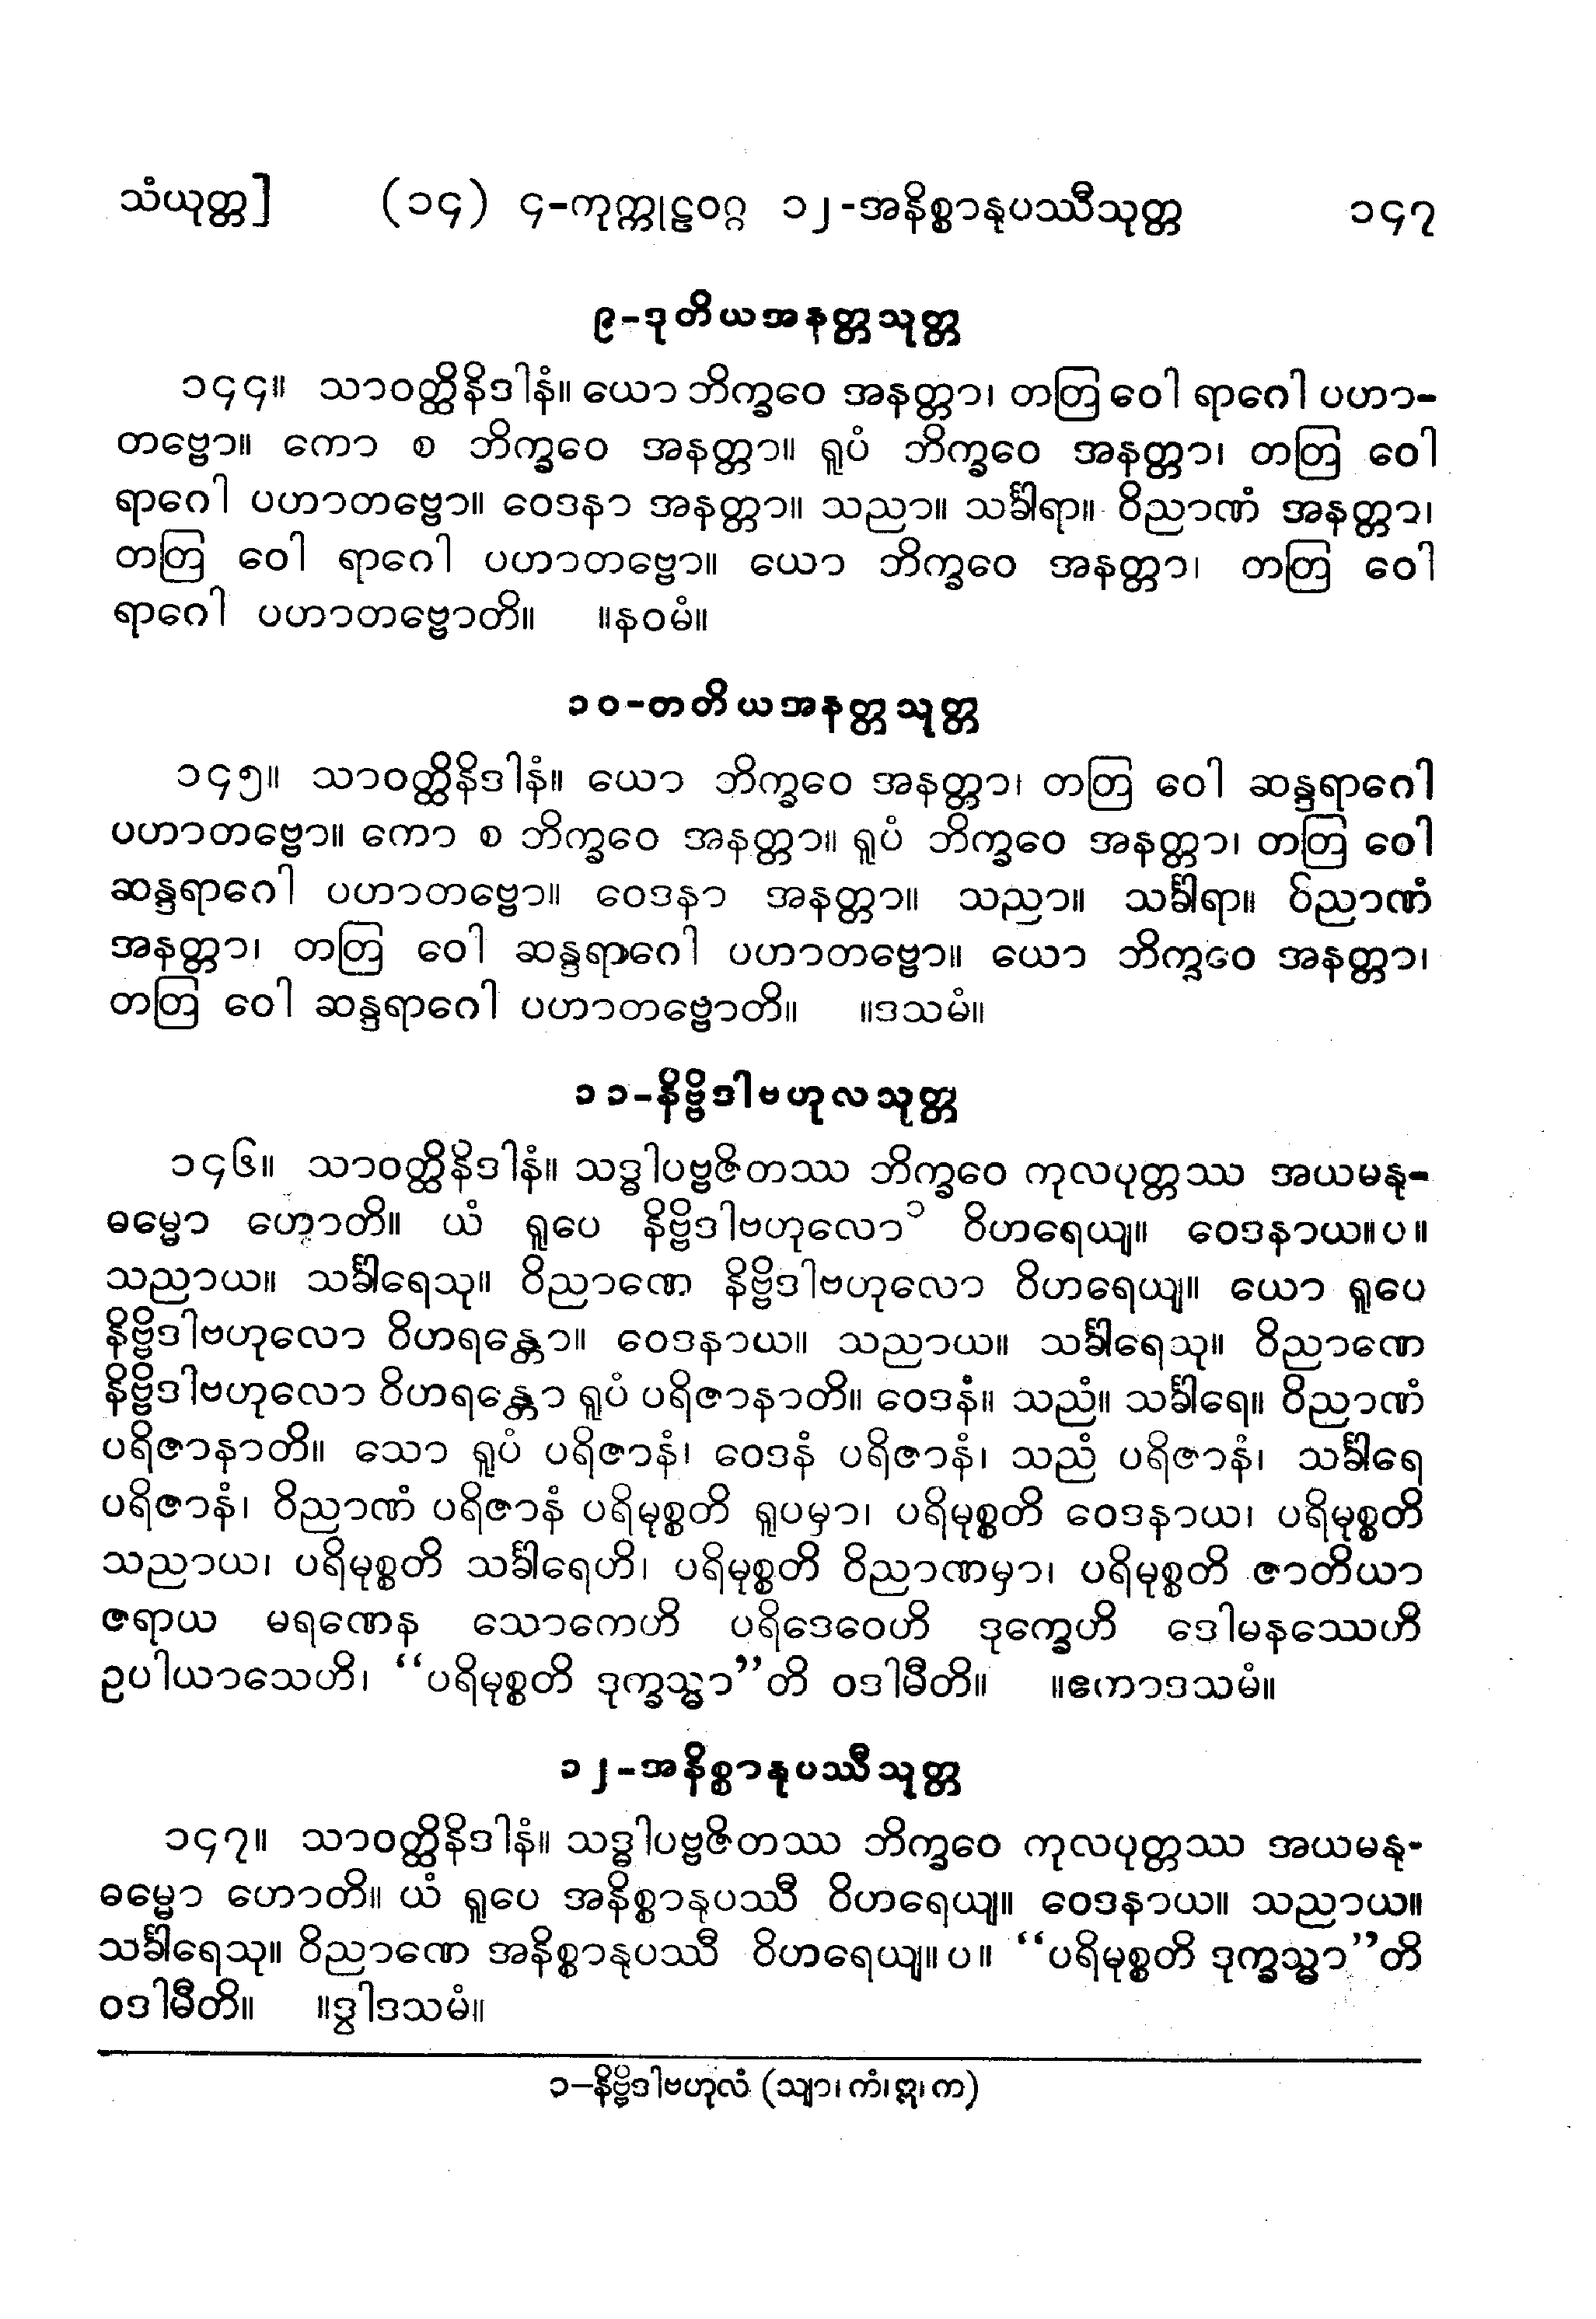 သံယုတ္တ] (၁၄) ၄-ကုက္ကုဠဝဂ္ဂ ၁၂-အနိစ္စာနုပဿီသုတ္တ ၁၄၇
၉-ဒုတိယအနတ္တသုတ္တ
၁၄၄။ သာဝတ္ထိနိဒါနံ။ ယော ဘိက္ခဝေ အနတ္တာ၊ တတြ ဝေါ ရာဂေါ ပဟာ-
တဗ္ဗော။ ကော စ ဘိက္ခဝေ အနတ္တာ။ ရူပံ ဘိက္ခဝေ အနတ္တာ၊ တတြ ဝေါ
ရာဂေါ ပဟာတဗ္ဗော။ ဝေဒနာ အနတ္တာ။ သညာ။ သင်္ခါရာ။ ဝိညာဏံ အနတ္တာ၊
တတြ ဝေါ ရာဂေါ ပဟာတဗ္ဗော။ ယော ဘိက္ခဝေ အနတ္တာ၊ တတြ ဝေါ
ရာဂေါ ပဟာတဗ္ဗောတိ။ ။နဝမံ။
၁၀-တတိယအနတ္တသုတ္တ
၁၄၅။ သာဝတ္ထိနိဒါနံ။ ယော ဘိက္ခဝေ အနတ္တာ၊ တတြ ဝေါ ဆန္ဒရာဂေါ
ပဟာတဗ္ဗော။ ကော စ ဘိက္ခဝေ အနတ္တာ။ ရူပံ ဘိက္ခဝေ အနတ္တာ၊ တတြ ဝေါ
ဆန္ဒရာဂေါ ပဟာတဗ္ဗော။ ဝေဒနာ အနတ္တာ။ သညာ။ သင်္ခါရာ။ ဝိညာဏံ
အနတ္တာ၊ တတြ ဝေါ ဆန္ဒရာဂေါ ပဟာတဗ္ဗော။ ယော ဘိက္ခဝေ အနတ္တာ၊
တတြ ဝေါ ဆန္ဒရာဂေါ ပဟာတဗ္ဗောတိ။ ။ဒသမံ။
၁၁-နိဗ္ဗိဒါဗဟုလသုတ္တ
၁၄၆။ သာဝတ္ထိနိဒါနံ။ သဒ္ဓါပဗ္ဗဇိတဿ ဘိက္ခဝေ ကုလပုတ္တဿ အယမနု-
ဓမ္မော ဟောတိ။ ယံ ရူပေ နိဗ္ဗိဒါဗဟုလော ၁ ဝိဟရေယျ။ ဝေဒနာယ။ပ။
သညာယ။ သင်္ခါရေသု။ ဝိညာဏေ နိဗ္ဗိဒါဗဟုလော ဝိဟရေယျ။ ယော ရူပေ
နိဗ္ဗိဒါဗဟုလော ဝိဟရန္တော။ ဝေဒနာယ။ သညာယ။ သင်္ခါရေသု။ ဝိညာဏေ
နိဗ္ဗိဒါဗဟုလော ဝိဟရန္တော ရူပံ ပရိဇာနာတိ။ ဝေဒနံ။ သညံ။ သင်္ခါရေ။ ဝိညာဏံ
ပရိဇာနာတိ။ သော ရူပံ ပရိဇာနံ၊ ဝေဒနံ ပရိဇာနံ၊ သညံ ပရိဇာနံ၊ သင်္ခါရေ
ပရိဇာနံ၊ ဝိညာဏံ ပရိဇာနံ ပရိမုစ္စတိ ရူပမှာ၊ ပရိမုစ္စတိ ဝေဒနာယ၊ ပရိမုစ္စတိ
သညာယ၊ ပရိမုစ္စတိ သင်္ခါရေဟိ၊ ပရိမုစ္စတိ ဝိညာဏမှာ၊ ပရိမုစ္စတိ ဇာတိယာ
ဇရာယ မရဏေန သောကေဟိ ပရိဒေဝေဟိ ဒုက္ခေဟိ ဒေါမနဿေဟိ
ဥပါယာသေဟိ၊ “ပရိမုစ္စတိ ဒုက္ခသ္မာ”တိ ဝဒါမီတိ။ ။ဧကာဒသမံ။
၁၂-အနိစ္စာနုပဿီသုတ္တ
၁၄၇။ သာဝတ္ထိနိဒါနံ။ သဒ္ဓါပဗ္ဗဇိတဿ ဘိက္ခဝေ ကုလပုတ္တဿ အယမနု-
ဓမ္မော ဟောတိ။ ယံ ရူပေ အနိစ္စာနုပဿီ ဝိဟရေယျ။ ဝေဒနာယ။ သညာယ။
သင်္ခါရေသု။ ဝိညာဏေ အနိစ္စာနုပဿီ ဝိဟရေယျ။ပ။ “ပရိမုစ္စတိ ဒုက္ခသ္မာ”တိ
ဝဒါမီတိ။ ။ဒွါဒသမံ။
၁–နိဗ္ဗိဒါဗဟုလံ (သျာ၊ ကံ၊ ဣ၊ က)